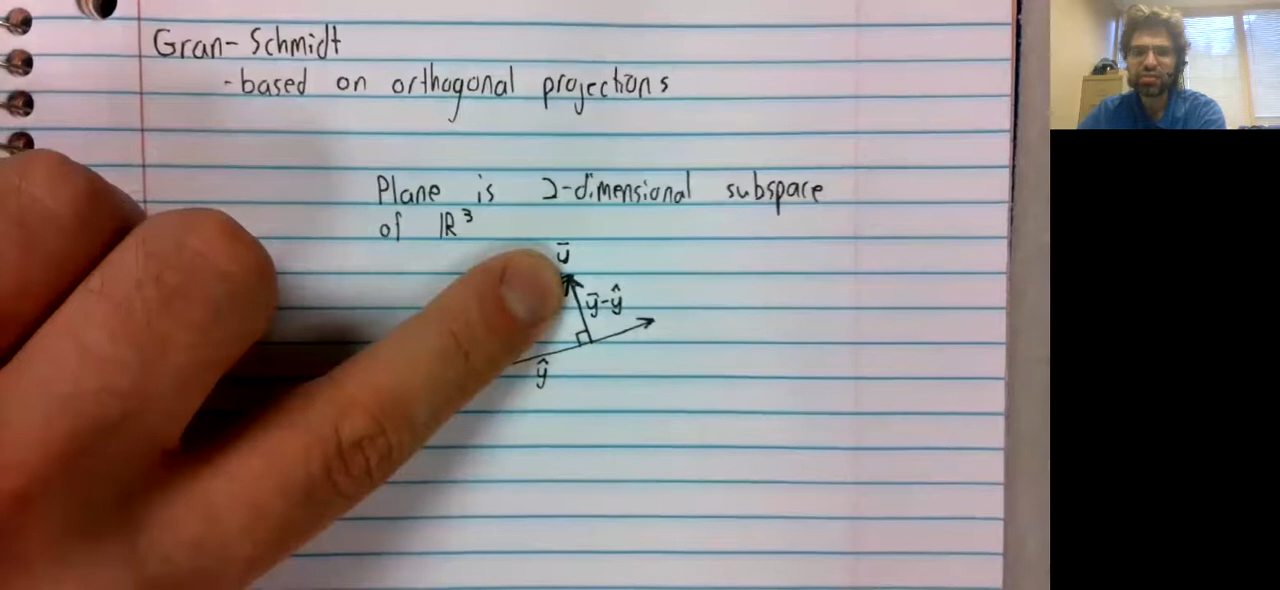 Gran-Schmidt
-based on orthogonal projections
Plane is 2-dimensional subspace
of ℝ³
ȳ
ȳ-ŷ
ŷ